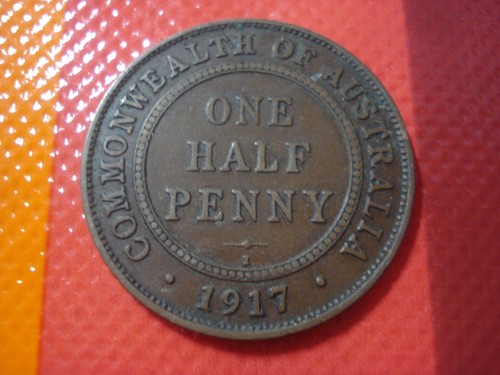 COMMONWEALTH OF AUSTRALIA
ONE
HALF
PENNY
I
• 1917 •